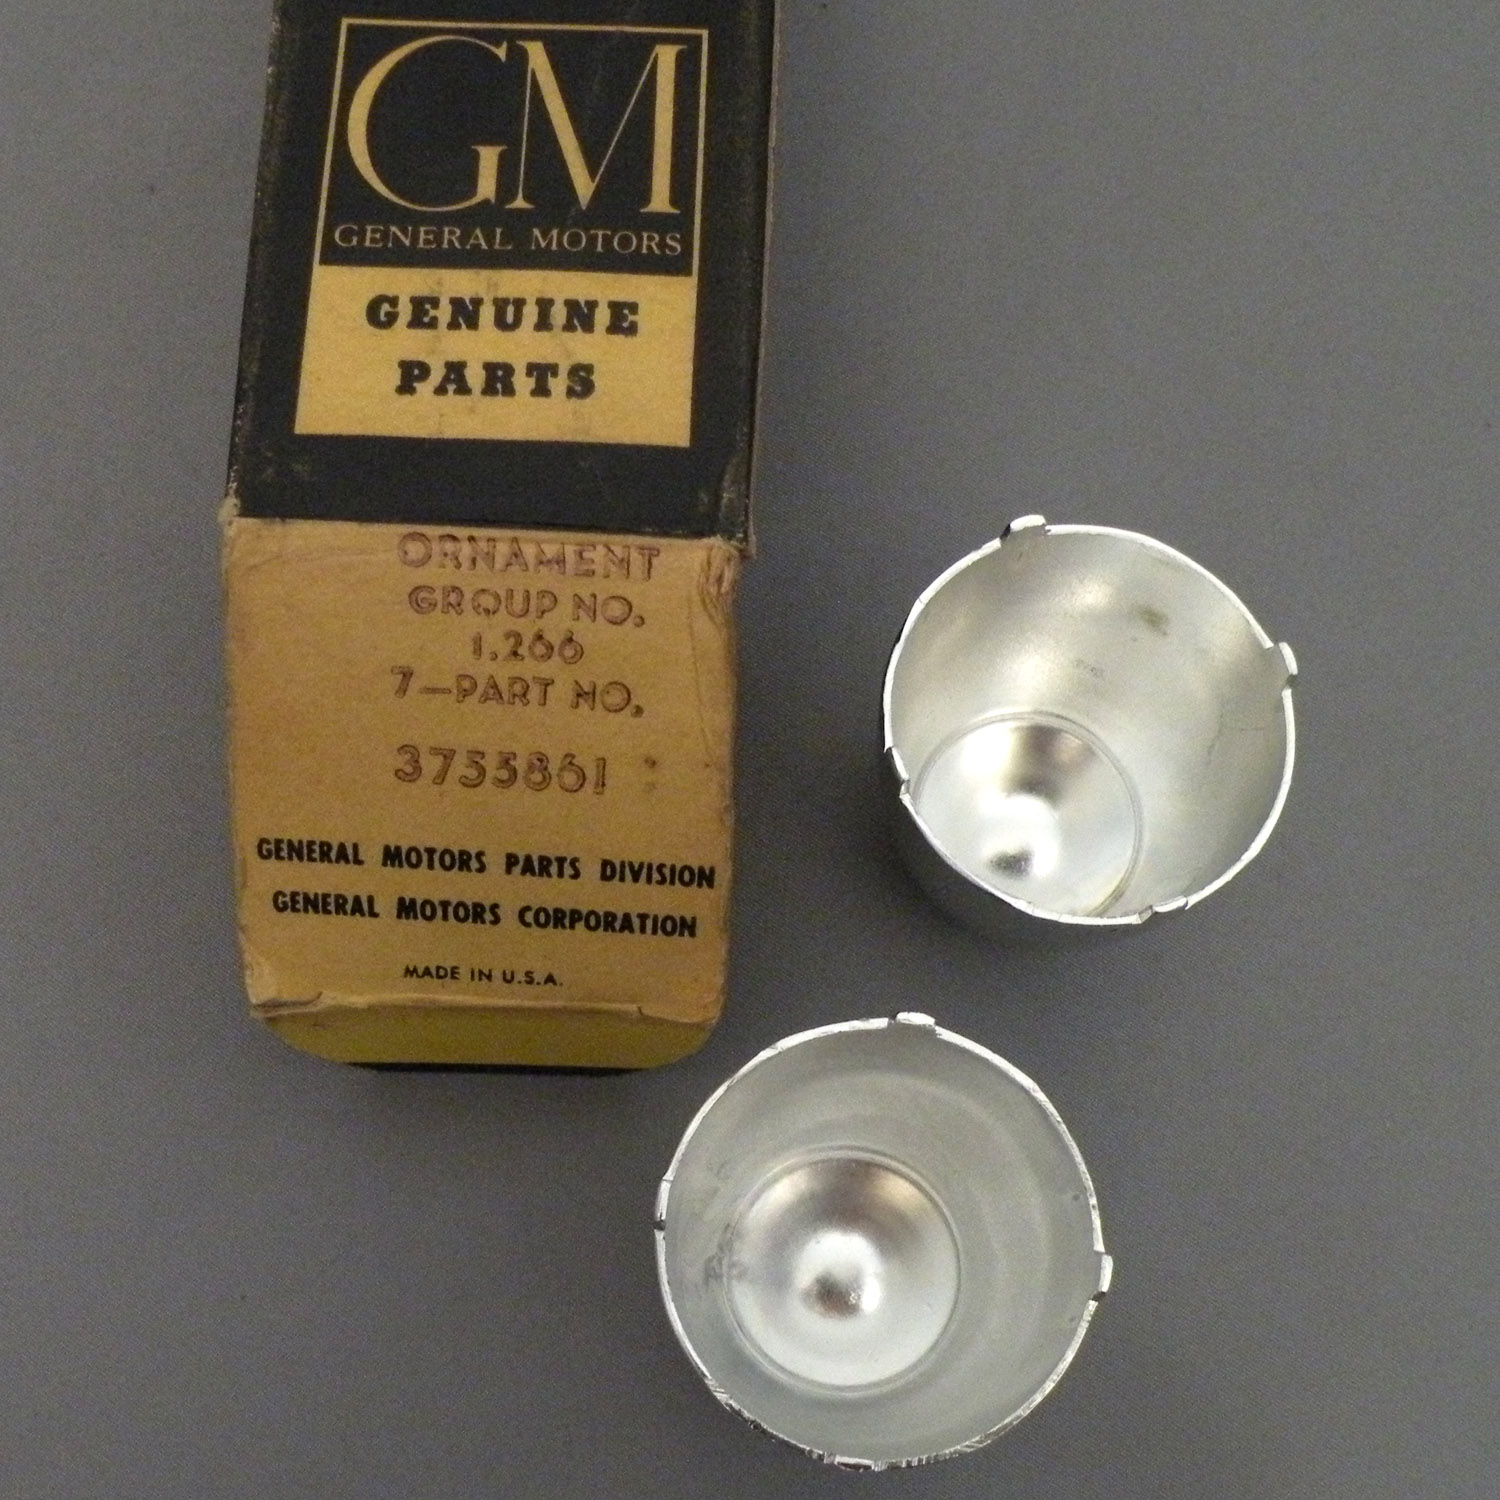 GM
GENERAL MOTORS
GENUINE
PARTS
ORNAMENT
GROUP NO.
1.266
7—PART NO.
3755861
GENERAL MOTORS PARTS DIVISION
GENERAL MOTORS CORPORATION
MADE IN U.S.A.